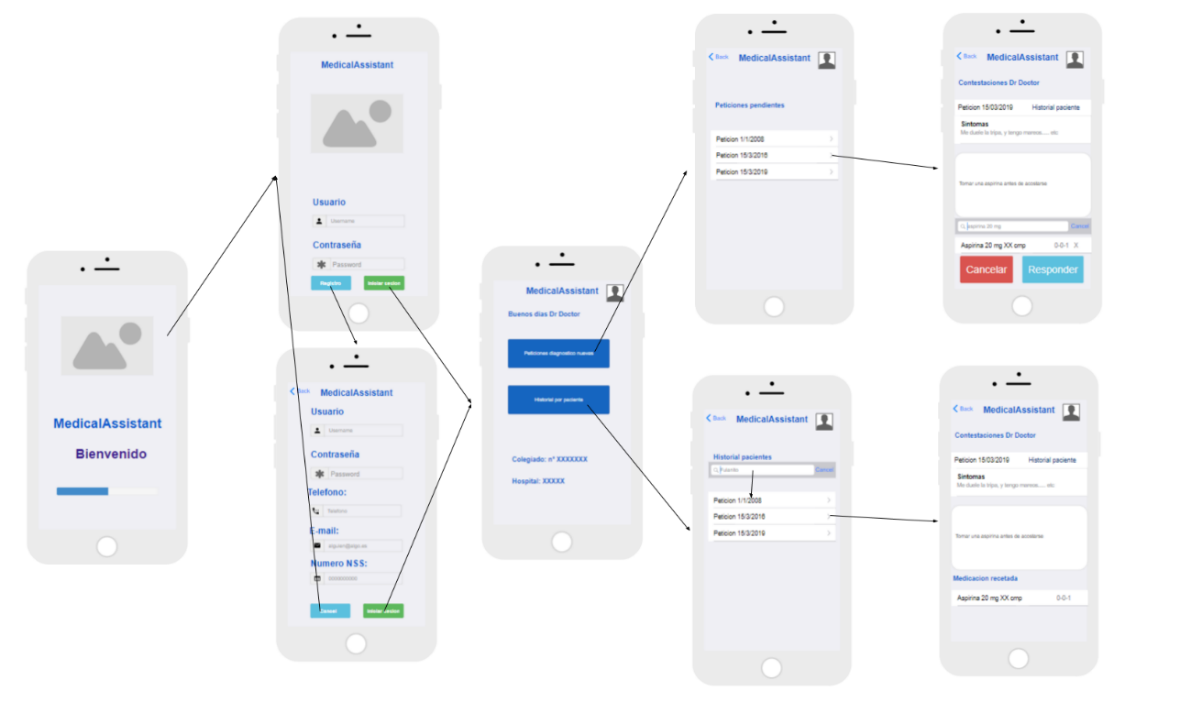 MedicalAssistant
Bienvenido
MedicalAssistant
Usuario
Username
Contraseña
Password
Registro
Iniciar sesion
Back
MedicalAssistant
Usuario
Username
Contraseña
Password
Telefono:
Telefono
E-mail:
Numero NSS:
Cancel
Iniciar sesion
MedicalAssistant
Buenos dias Dr Doctor
Peticiones diagnostico nuevas
Historial por paciente
Colegiado: nº XXXXXXX
Hospital: XXXXX
Back
MedicalAssistant
Peticiones pendientes
Peticion 1/1/2008
Peticion 15/3/2016
Peticion 15/3/2019
Back
MedicalAssistant
Contestaciones Dr Doctor
Peticion 15/03/2019 Historial paciente
Sintomas
Me duele la tripa, y tengo mareos..... etc
Tomar una aspirina antes de acostarse
aspirina 20 mg Cancel
Aspirina 20 mg XX omp 0-0-1 X
Cancelar Responder
Back
MedicalAssistant
Historial pacientes
Fulanito Cancel
Peticion 1/1/2008
Peticion 15/3/2016
Peticion 15/3/2019
Back
MedicalAssistant
Contestaciones Dr Doctor
Peticion 15/03/2019 Historial paciente
Sintomas
Me duele la tripa, y tengo mareos..... etc
Tomar una aspirina antes de acostarse
Medicacion recetada
Aspirina 20 mg XX omp 0-0-1